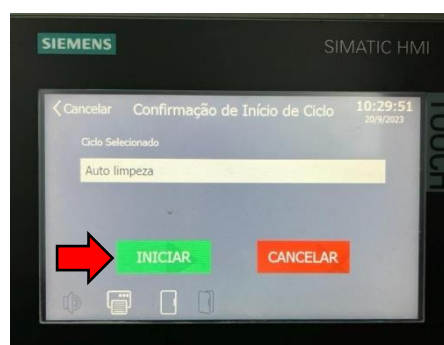 SIEMENS
SIMATIC HMI
TOUCH
Cancelar
Confirmação de Início de Ciclo
10:29:51
20/9/2023
Ciclo Selecionado
Auto limpeza
INICIAR
CANCELAR